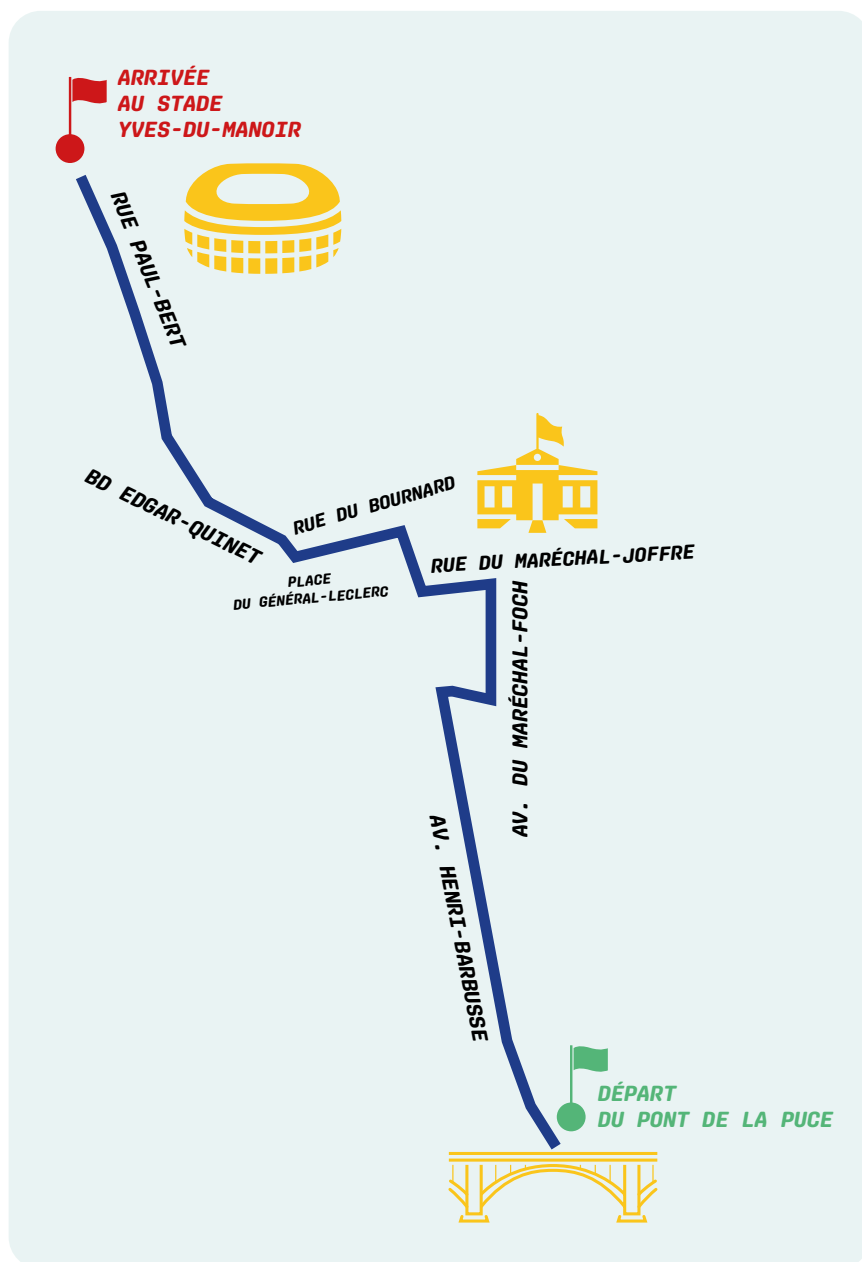 ARRIVÉE
AU STADE
YVES-DU-MANOIR
RUE PAUL-BERT
BD EDGAR-QUINET
RUE DU BOURNARD
PLACE
DU GÉNÉRAL-LECLERC
RUE DU MARÉCHAL-JOFFRE
AV. DU MARÉCHAL-FOCH
AV. HENRI-BARBUSSE
DÉPART
DU PONT DE LA PUCE